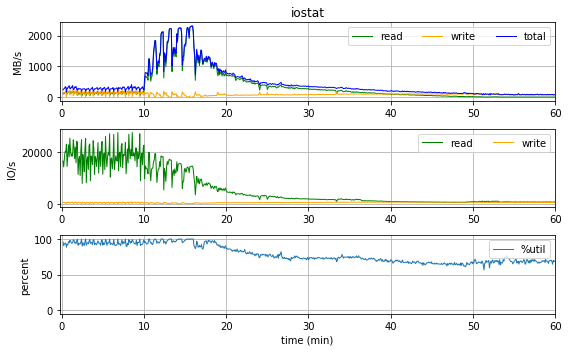 iostat
MB/s
2000
1000
0
read write total
0 10 20 30 40 50 60
IO/s
20000
0
read write
0 10 20 30 40 50 60
percent
100
50
0
%util
0 10 20 30 40 50 60
time (min)